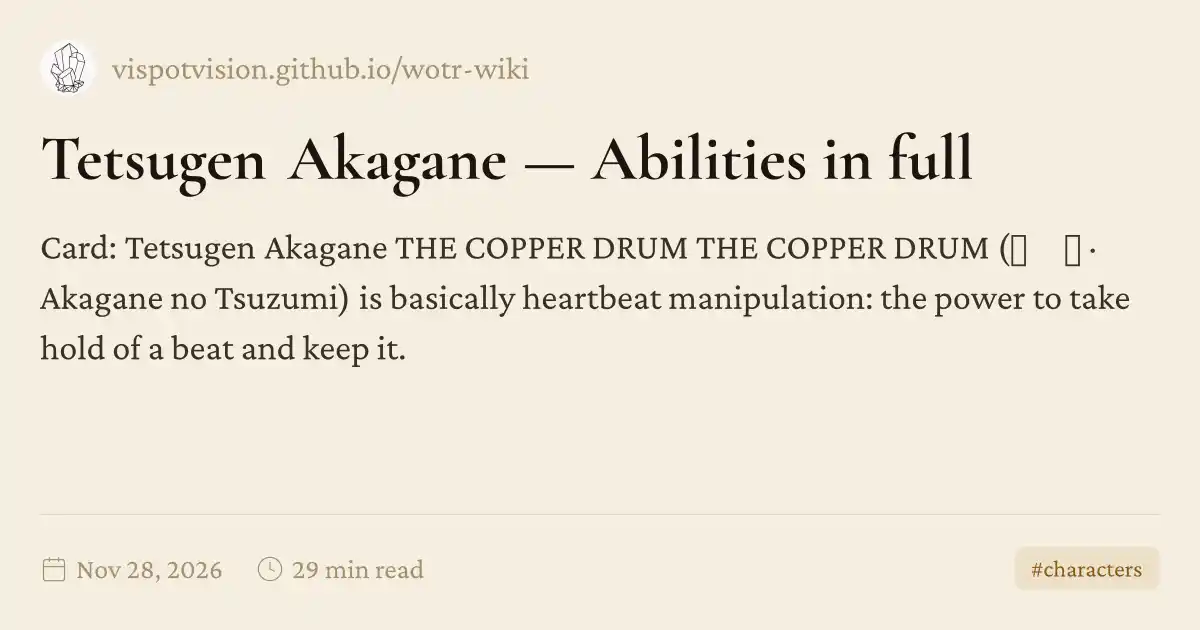 vispotvision.github.io/wotr-wiki
Tetsugen Akagane — Abilities in full
Card: Tetsugen Akagane THE COPPER DRUM THE COPPER DRUM (▯ ▯ ·
Akagane no Tsuzumi) is basically heartbeat manipulation: the power to take
hold of a beat and keep it.
Nov 28, 2026
29 min read
#characters